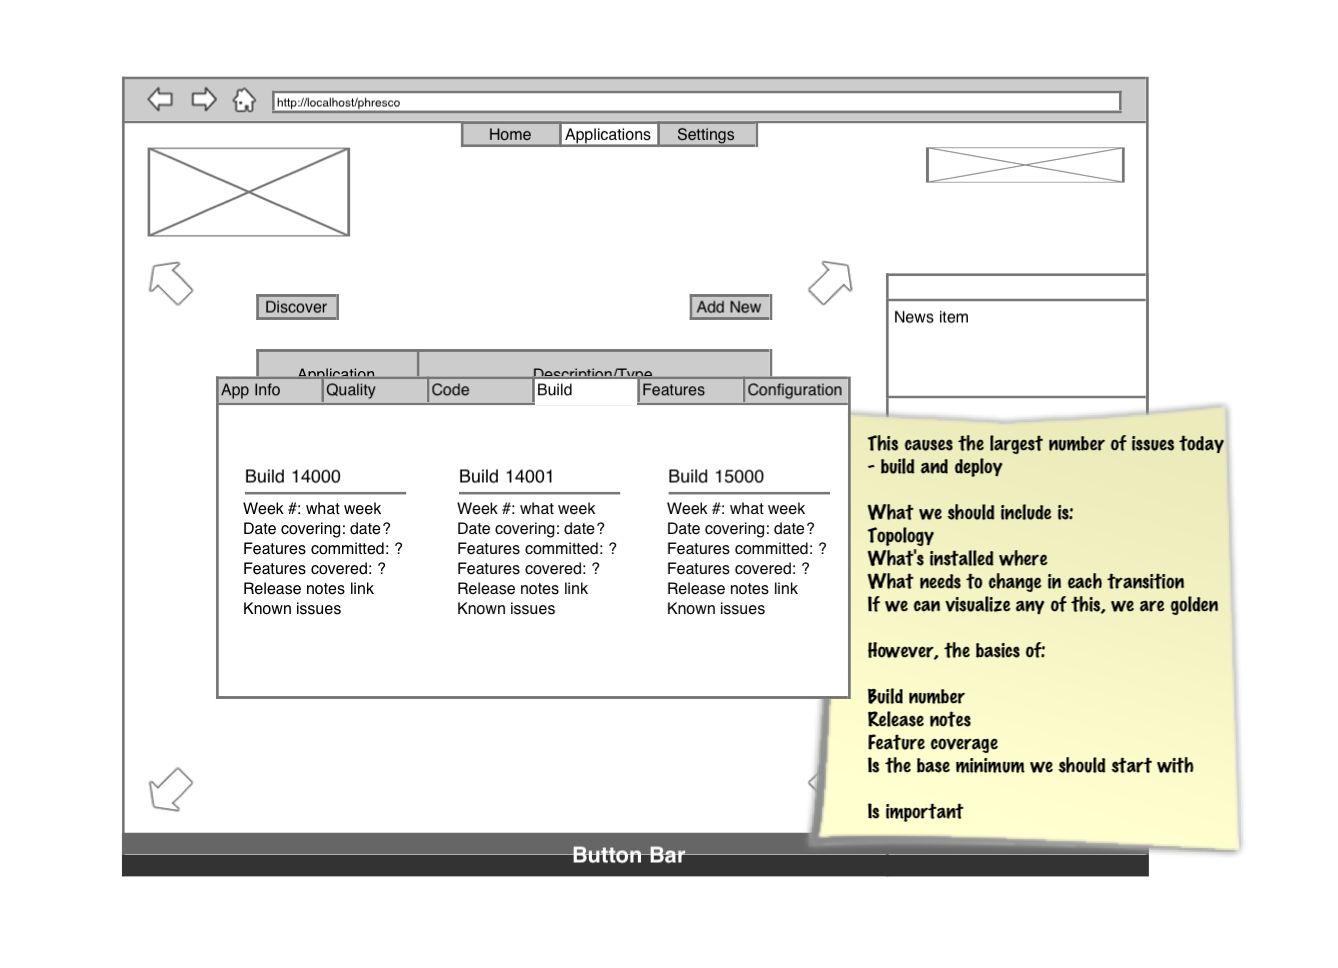 http://localhost/phresco
Home Applications Settings
Discover Add New
News item
Application Description/Type
App Info Quality Code Build Features Configuration
Build 14000
Week #: what week
Date covering: date?
Features committed: ?
Features covered: ?
Release notes link
Known issues
Build 14001
Week #: what week
Date covering: date?
Features committed: ?
Features covered: ?
Release notes link
Known issues
Build 15000
Week #: what week
Date covering: date?
Features committed: ?
Features covered: ?
Release notes link
Known issues
This causes the largest number of issues today
- build and deploy
What we should include is:
Topology
What's installed where
What needs to change in each transition
If we can visualize any of this, we are golden
However, the basics of:
Build number
Release notes
Feature coverage
Is the base minimum we should start with
Is important
Button Bar